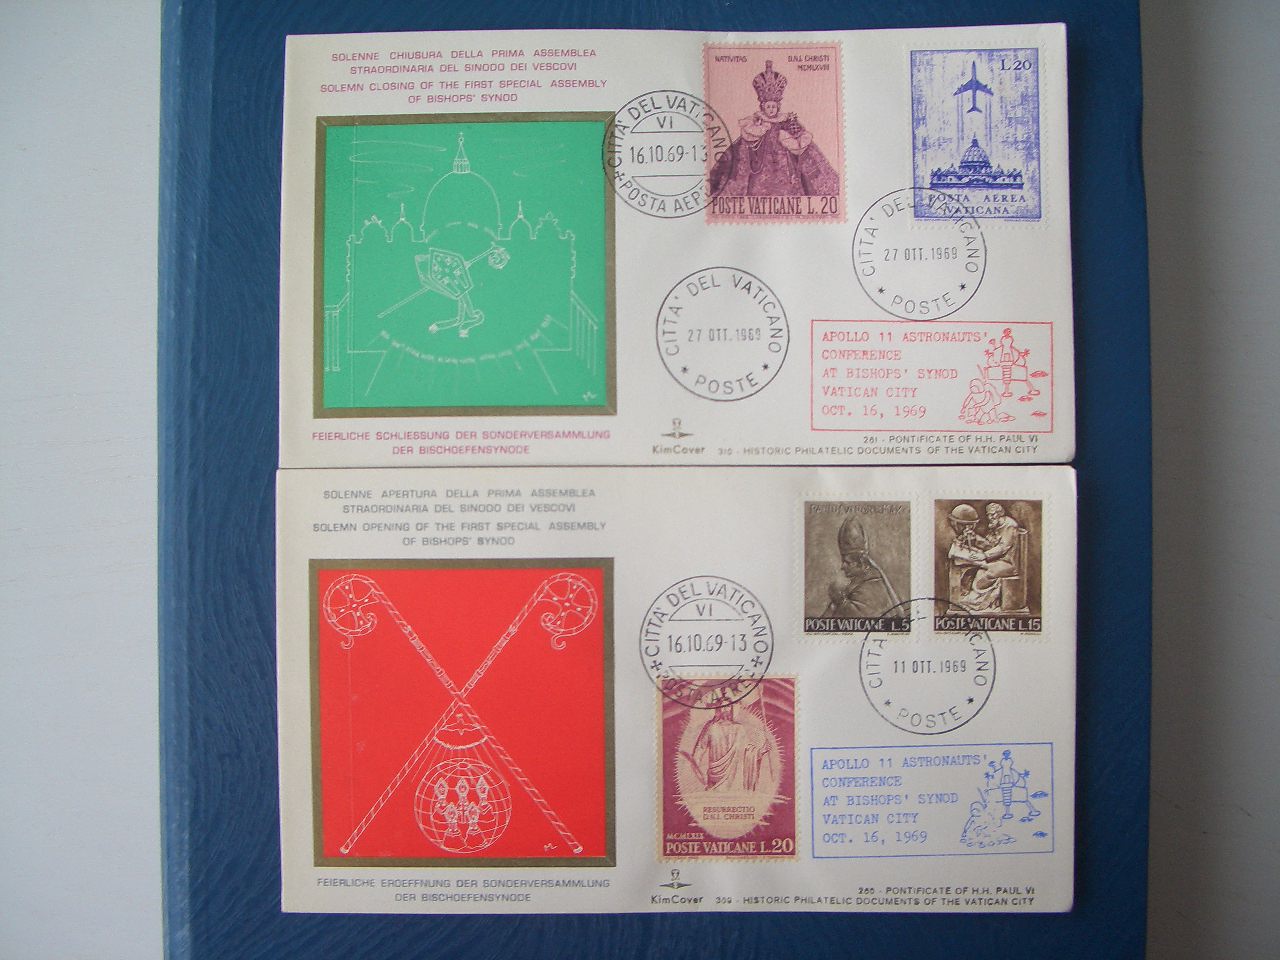 SOLENNE CHIUSURA DELLA PRIMA ASSEMBLEA
STRAORDINARIA DEL SINODO DEI VESCOVI
SOLEMN CLOSING OF THE FIRST SPECIAL ASSEMBLY
OF BISHOPS' SYNOD
FEIERLICHE SCHLIESSUNG DER SONDERVERSAMMLUNG
DER BISCHOEFENSYNODE
CITTA' DEL VATICANO
VI
16.10.69-13
POSTA AEREA
NATIVITAS D.N.I. CHRISTI
MCMLXVIII
POSTE VATICANE L. 20
L.20
POSTA AEREA
VATICANA
CITTA' DEL VATICANO
27 OTT. 1969
POSTE
CITTA' DEL VATICANO
27 OTT. 1969
POSTE
APOLLO 11 ASTRONAUTS'
CONFERENCE
AT BISHOPS' SYNOD
VATICAN CITY
OCT. 16, 1969
261 - PONTIFICATE OF H.H. PAUL VI
KimCover 310 - HISTORIC PHILATELIC DOCUMENTS OF THE VATICAN CITY
SOLENNE APERTURA DELLA PRIMA ASSEMBLEA
STRAORDINARIA DEL SINODO DEI VESCOVI
SOLEMN OPENING OF THE FIRST SPECIAL ASSEMBLY
OF BISHOPS' SYNOD
FEIERLICHE EROEFFNUNG DER SONDERVERSAMMLUNG
DER BISCHOEFENSYNODE
CITTA' DEL VATICANO
VI
16.10.69-13
POSTA AEREA
RESURRECTIO
D.N.I. CHRISTI
MCMLXIX
POSTE VATICANE L.20
POSTE VATICANE L.5
POSTE VATICANE L.15
CITTA' VATICANO
11 OTT. 1969
POSTE
APOLLO 11 ASTRONAUTS'
CONFERENCE
AT BISHOPS' SYNOD
VATICAN CITY
OCT. 16, 1969
260 - PONTIFICATE OF H.H. PAUL VI
KimCover 309 - HISTORIC PHILATELIC DOCUMENTS OF THE VATICAN CITY